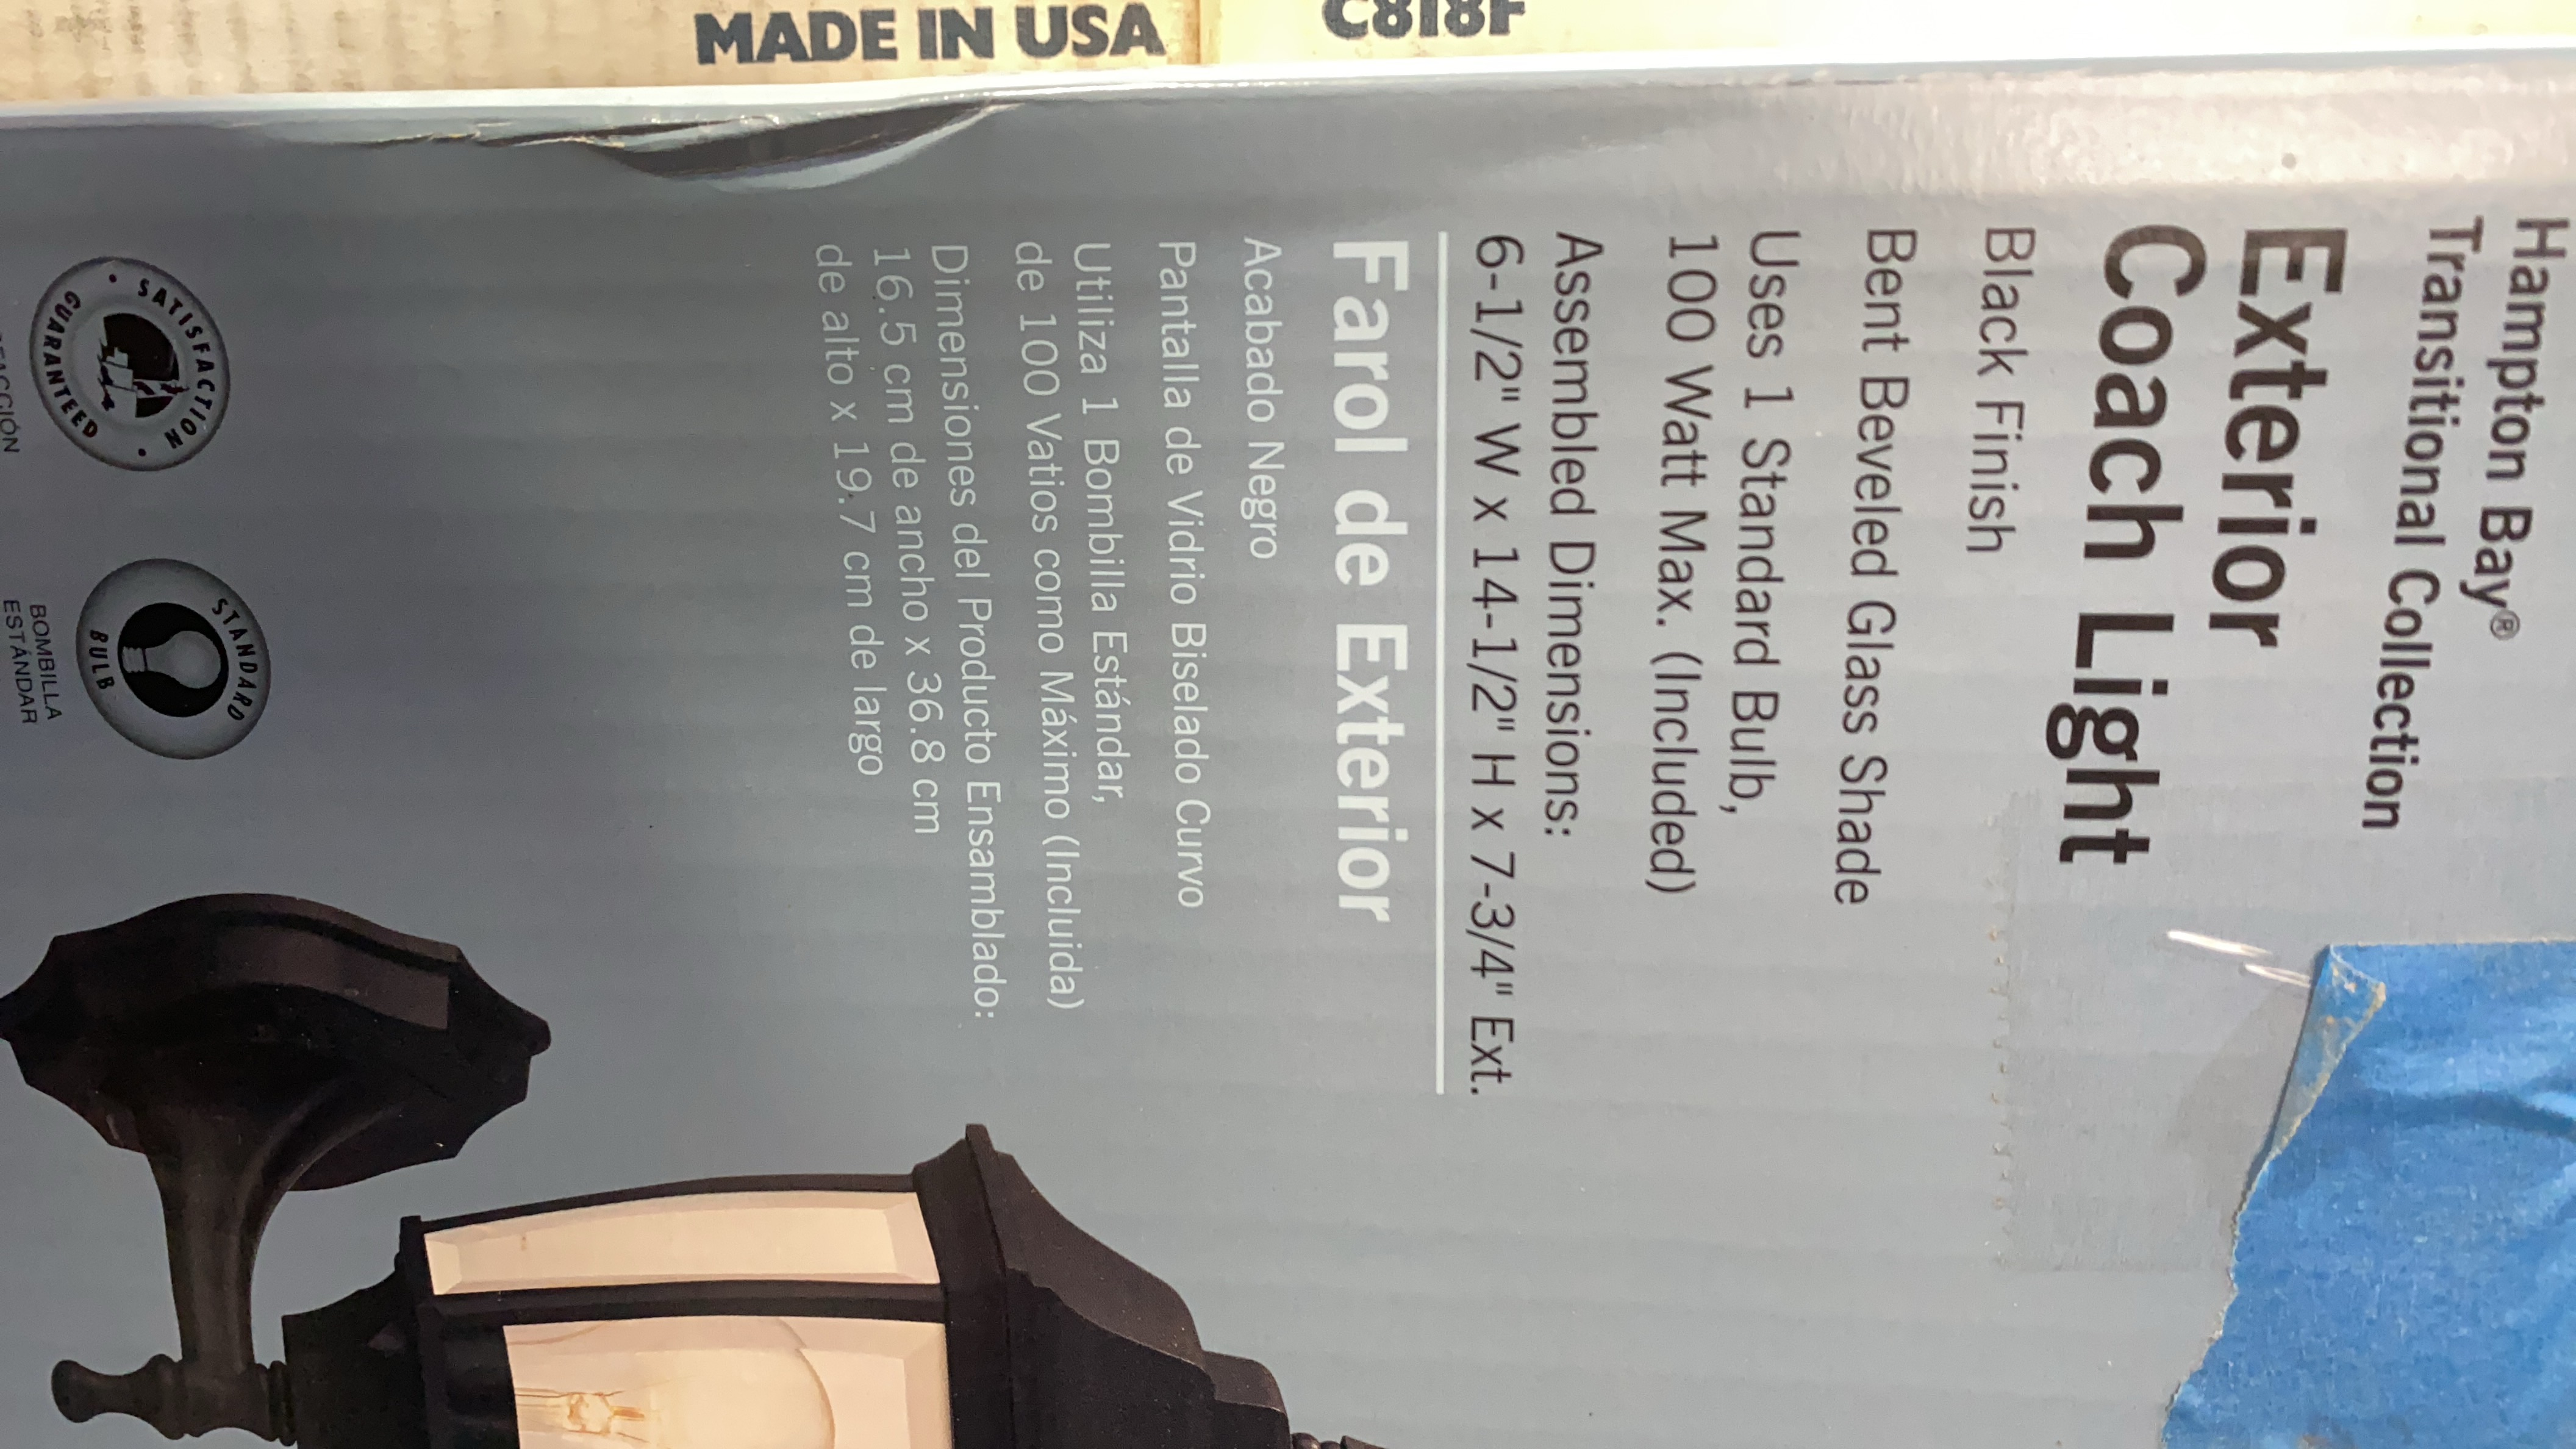 MADE IN USA
C818F
Hampton Bay®
Transitional Collection
Exterior
Coach Light
Black Finish
Bent Beveled Glass Shade
Uses 1 Standard Bulb,
100 Watt Max. (Included)
Assembled Dimensions:
6-1/2" W x 14-1/2" H x 7-3/4" Ext.
Farol de Exterior
Acabado Negro
Pantalla de Vidrio Biselado Curvo
Utiliza 1 Bombilla Estándar,
de 100 Vatios como Máximo (Incluida)
Dimensiones del Producto Ensamblado:
16.5 cm de ancho x 36.8 cm
de alto x 19.7 cm de largo
SATISFACTION
GUARANTEED
STANDARD
BULB
BOMBILLA
ESTÁNDAR